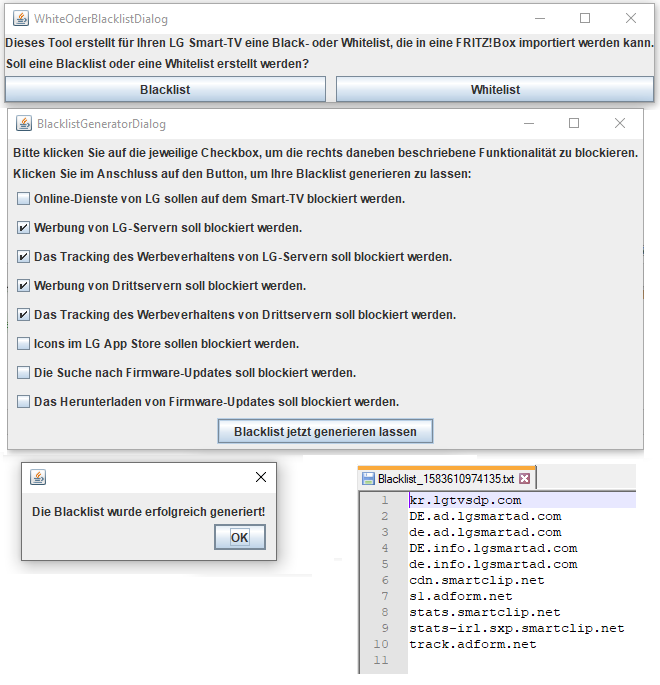 WhiteOderBlacklistDialog
Dieses Tool erstellt für Ihren LG Smart-TV eine Black- oder Whitelist, die in eine FRITZ!Box importiert werden kann.
Soll eine Blacklist oder eine Whitelist erstellt werden?
Blacklist
Whitelist
BlacklistGeneratorDialog
Bitte klicken Sie auf die jeweilige Checkbox, um die rechts daneben beschriebene Funktionalität zu blockieren.
Klicken Sie im Anschluss auf den Button, um Ihre Blacklist generieren zu lassen:
Online-Dienste von LG sollen auf dem Smart-TV blockiert werden.
Werbung von LG-Servern soll blockiert werden.
Das Tracking des Werbeverhaltens von LG-Servern soll blockiert werden.
Werbung von Drittservern soll blockiert werden.
Das Tracking des Werbeverhaltens von Drittservern soll blockiert werden.
Icons im LG App Store sollen blockiert werden.
Die Suche nach Firmware-Updates soll blockiert werden.
Das Herunterladen von Firmware-Updates soll blockiert werden.
Blacklist jetzt generieren lassen
Die Blacklist wurde erfolgreich generiert!
OK
Blacklist_1583610974135.txt
1 kr.lgtvsdp.com
2 DE.ad.lgsmartad.com
3 de.ad.lgsmartad.com
4 DE.info.lgsmartad.com
5 de.info.lgsmartad.com
6 cdn.smartclip.net
7 s1.adform.net
8 stats.smartclip.net
9 stats-irl.sxp.smartclip.net
10 track.adform.net
11